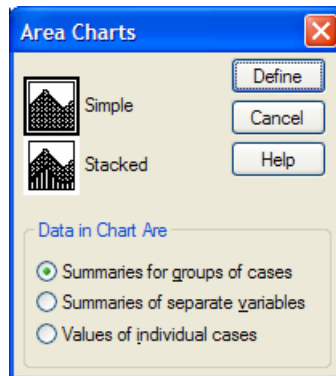 Area Charts
Simple
Stacked
Define
Cancel
Help
Data in Chart Are
Summaries for groups of cases
Summaries of separate variables
Values of individual cases